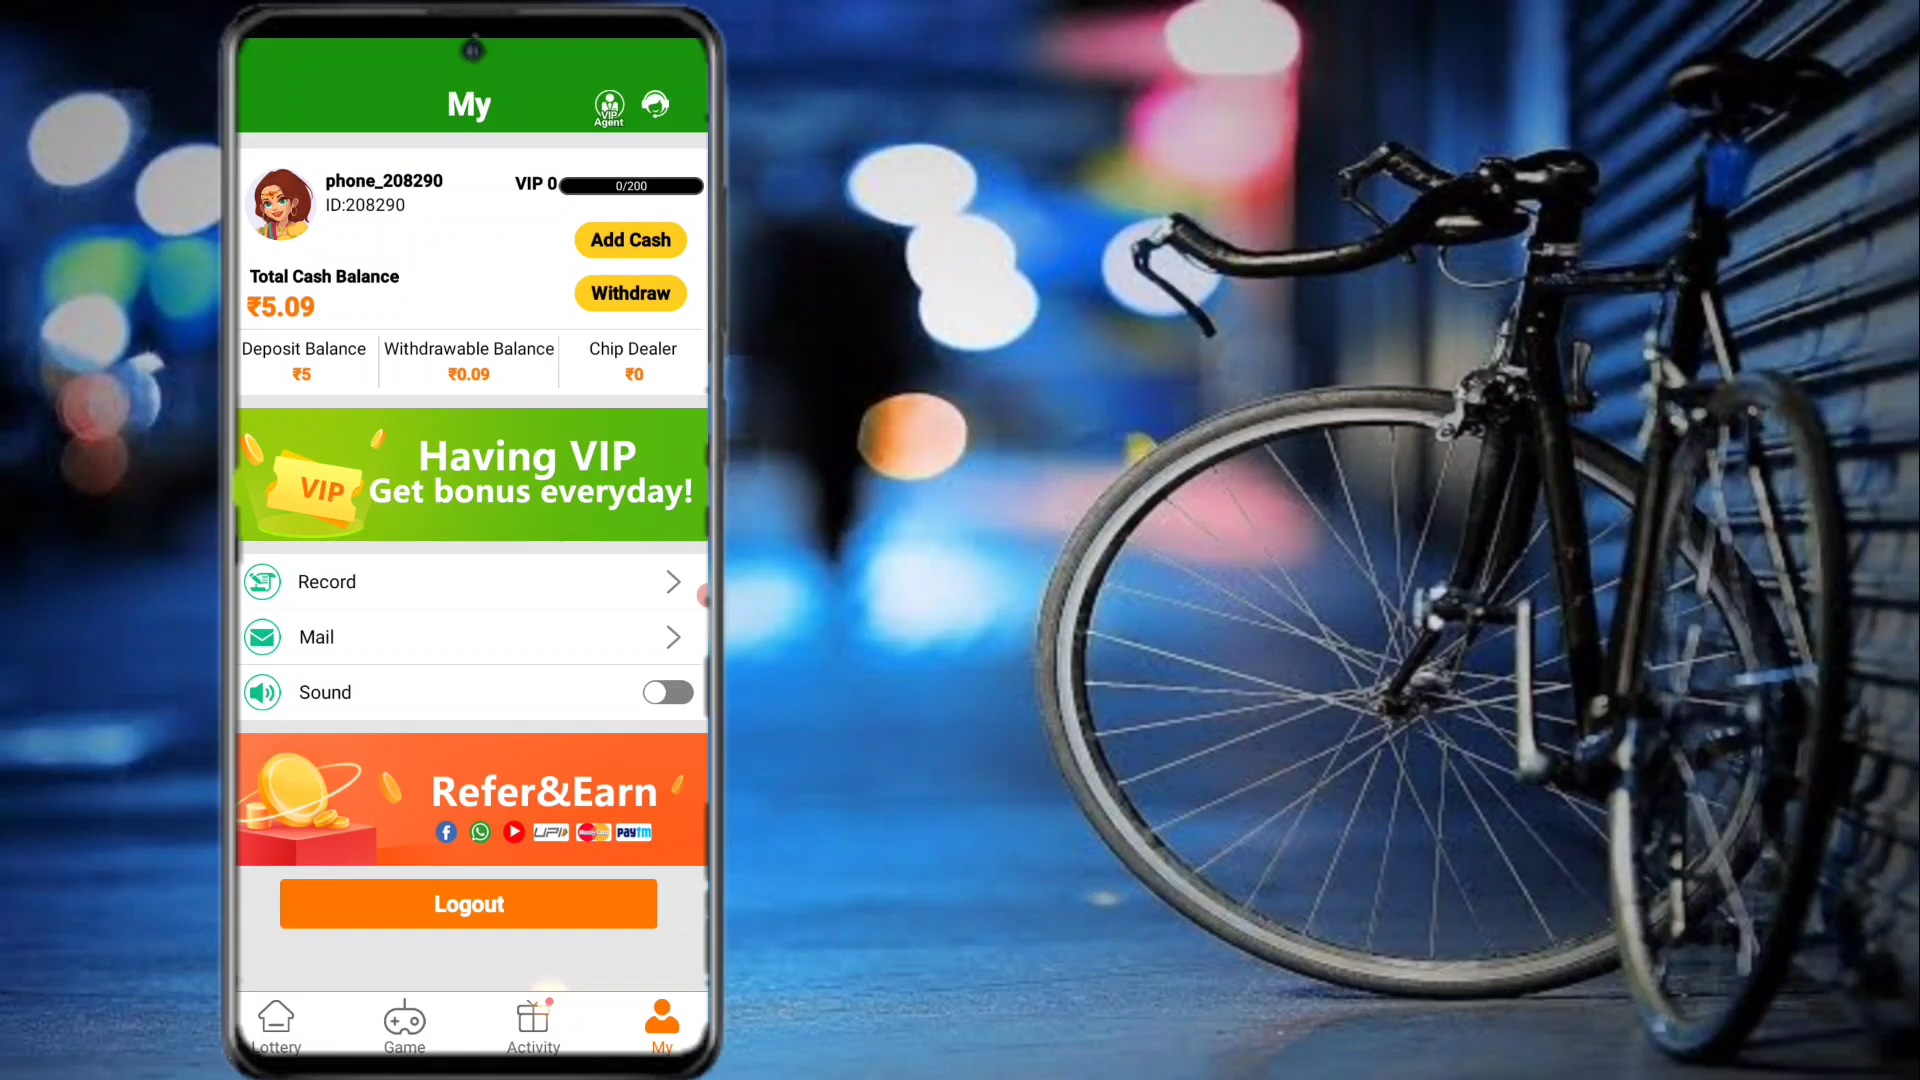 My
VIP
Agent
phone_208290
ID:208290
VIP 0
0/200
Add Cash
Total Cash Balance
₹5.09
Withdraw
Deposit Balance
₹5
Withdrawable Balance
₹0.09
Chip Dealer
₹0
VIP
Having VIP
Get bonus everyday!
Record
Mail
Sound
Refer&Earn
UPI
MasterCard
paytm
Logout
Lottery
Game
Activity
My